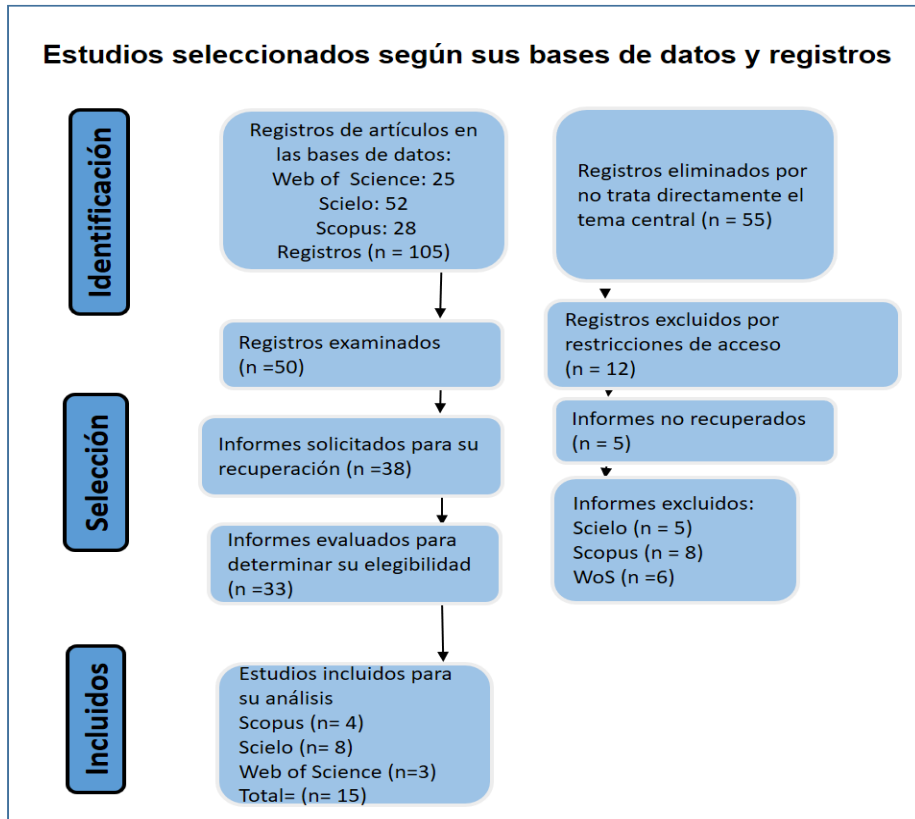 Estudios seleccionados según sus bases de datos y registros
Identificación
Registros de artículos en
las bases de datos:
Web of Science: 25
Scielo: 52
Scopus: 28
Registros (n = 105)
Registros eliminados por
no trata directamente el
tema central (n = 55)
Registros examinados
(n =50)
Registros excluidos por
restricciones de acceso
(n = 12)
Selección
Informes solicitados para su
recuperación (n =38)
Informes no recuperados
(n = 5)
Informes evaluados para
determinar su elegibilidad
(n =33)
Informes excluidos:
Scielo (n = 5)
Scopus (n = 8)
WoS (n =6)
Incluidos
Estudios incluidos para
su análisis
Scopus (n= 4)
Scielo (n= 8)
Web of Science (n=3)
Total= (n= 15)